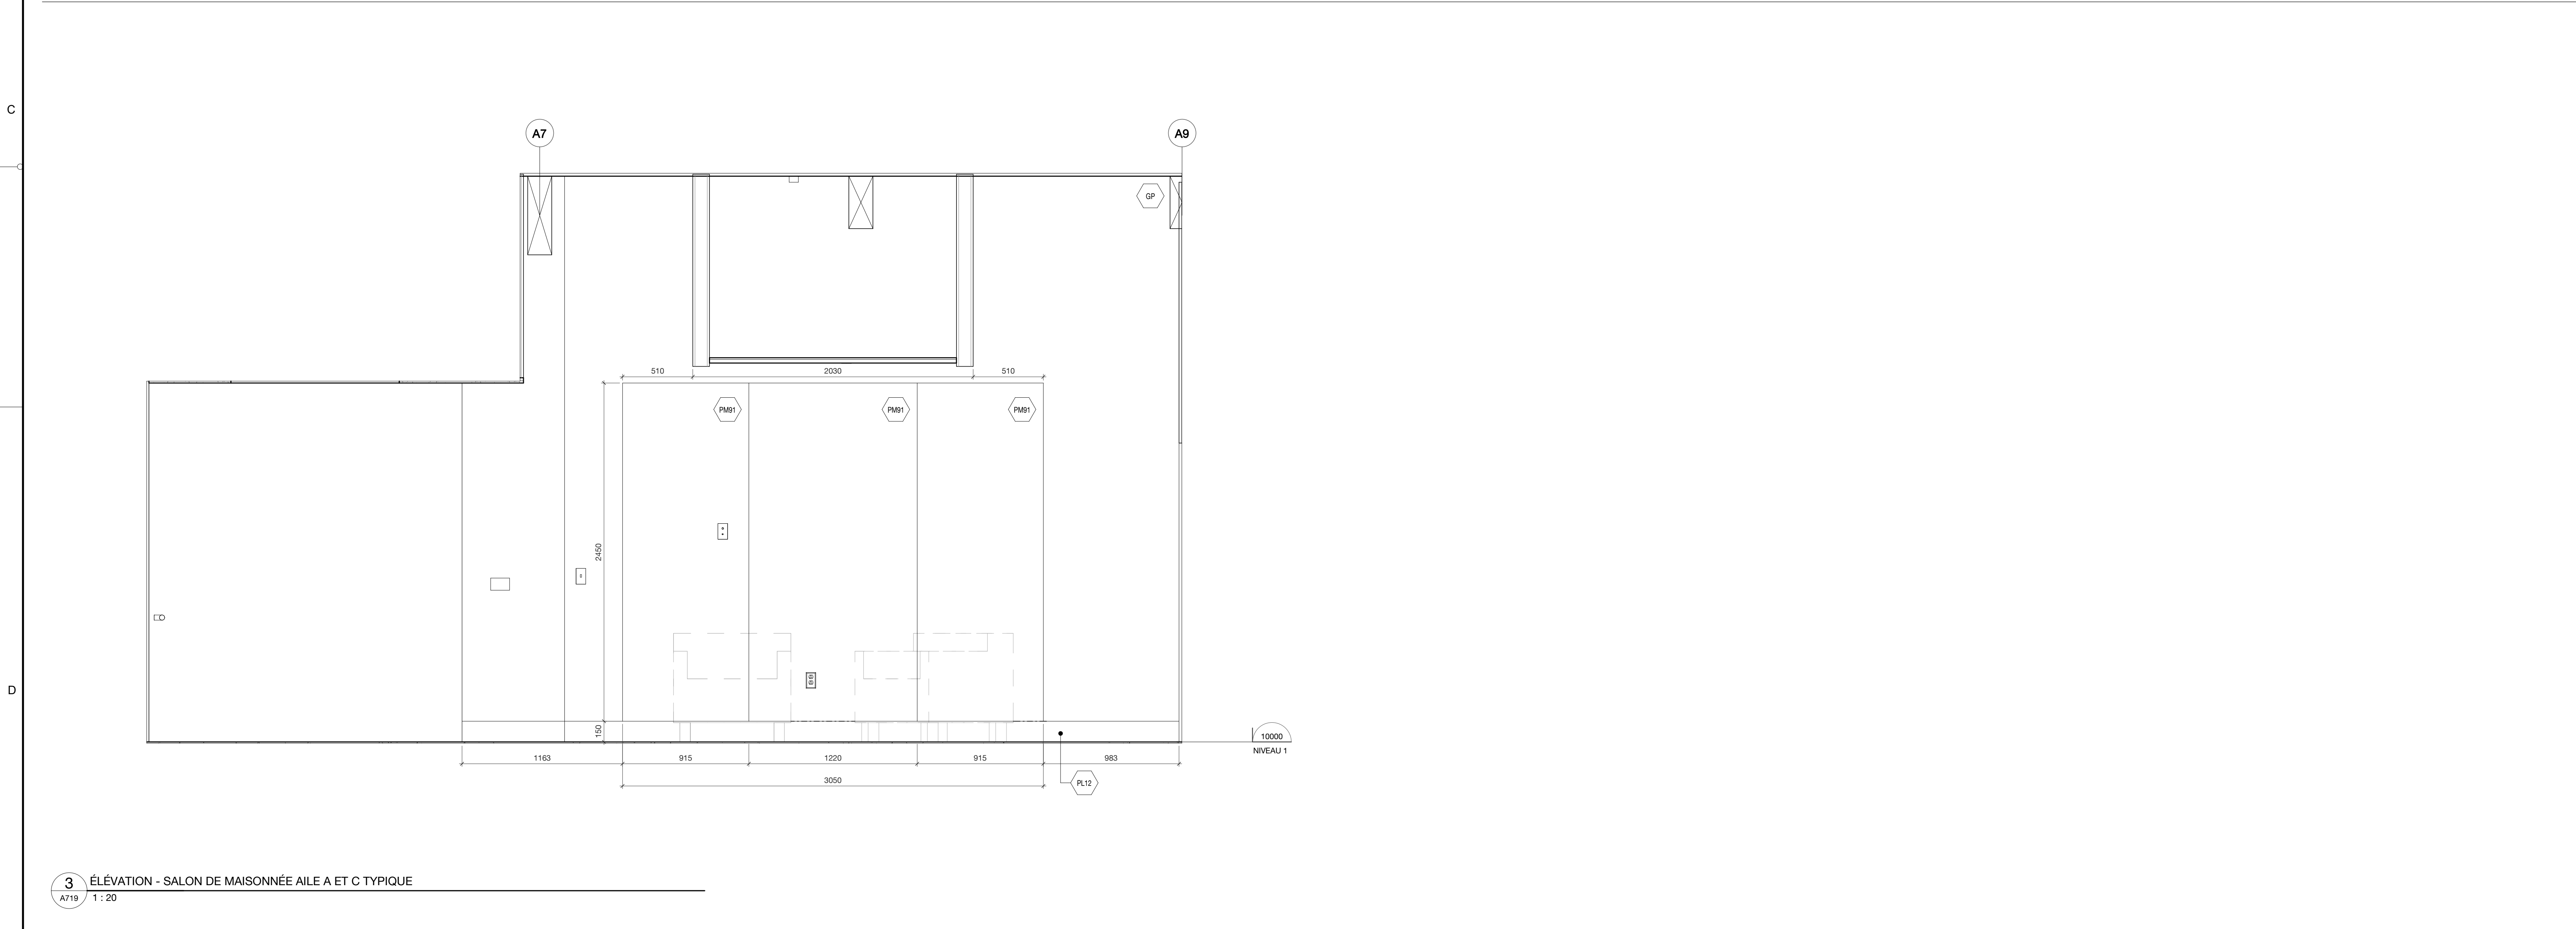 C
A7
A9
GP
510
2030
510
PM91
PM91
PM91
2450
D
150
10000
NIVEAU 1
1163
915
1220
915
983
3050
PL12
3
ÉLÉVATION - SALON DE MAISONNÉE AILE A ET C TYPIQUE
A719
1 : 20